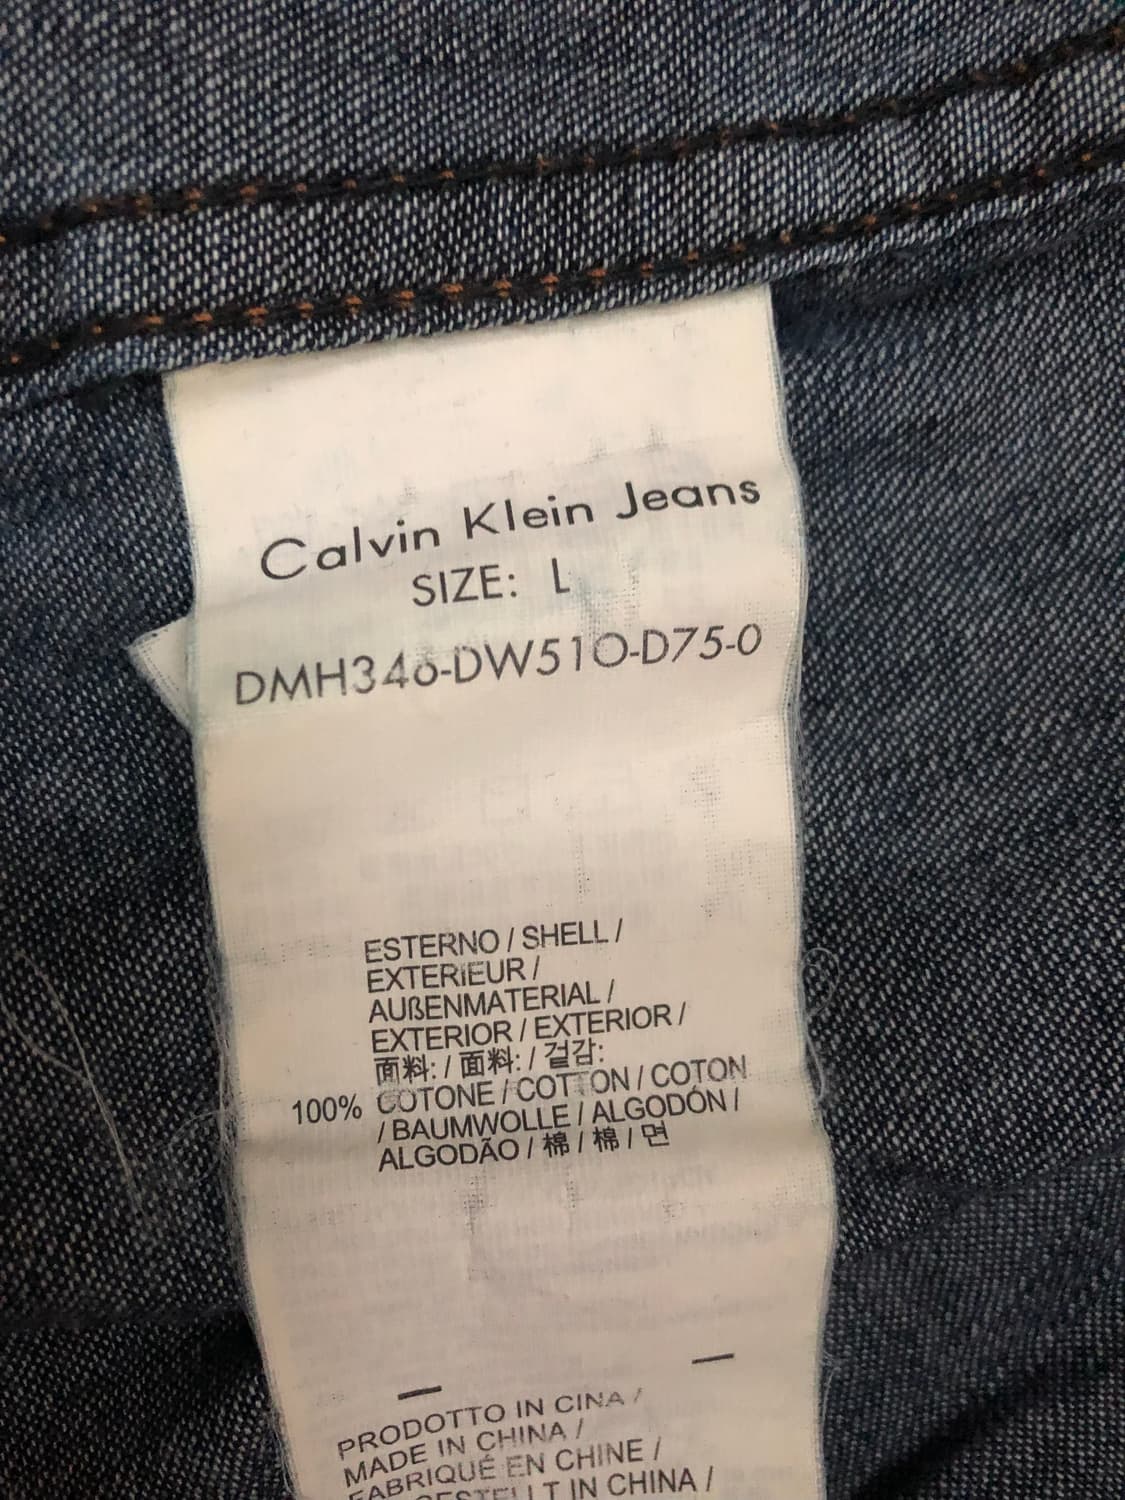 Calvin Klein Jeans
SIZE: L
DMH346-DW510-D75-0
ESTERNO / SHELL /
EXTERIEUR /
AUßENMATERIAL /
EXTERIOR / EXTERIOR /
面料: / 面料: / 겉감:
100% COTONE / COTTON / COTON
/ BAUMWOLLE / ALGODÓN /
ALGODÃO / 棉 / 棉 / 면
PRODOTTO IN CINA /
MADE IN CHINA /
FABRIQUÉ EN CHINE /
IN CHINA /